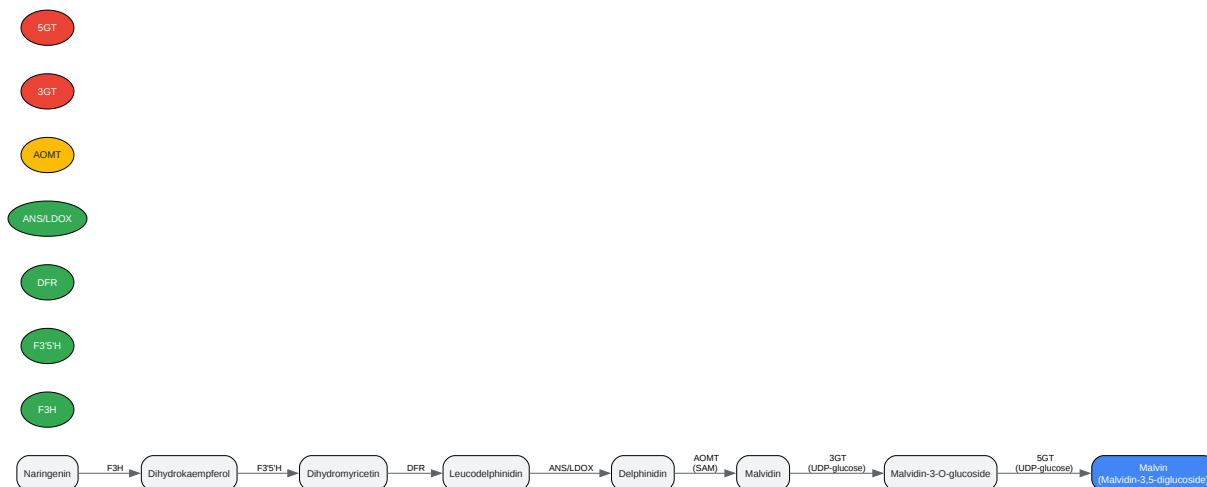 5GT
3GT
AOMT
ANS/LDOX
DFR
F3'5'H
F3H
Naringenin
F3H
Dihydrokaempferol
F3'5'H
Dihydromyricetin
DFR
Leucodelphinidin
ANS/LDOX
Delphinidin
AOMT
(SAM)
Malvidin
3GT
(UDP-glucose)
Malvidin-3-O-glucoside
5GT
(UDP-glucose)
Malvin
(Malvidin-3,5-diglucoside)